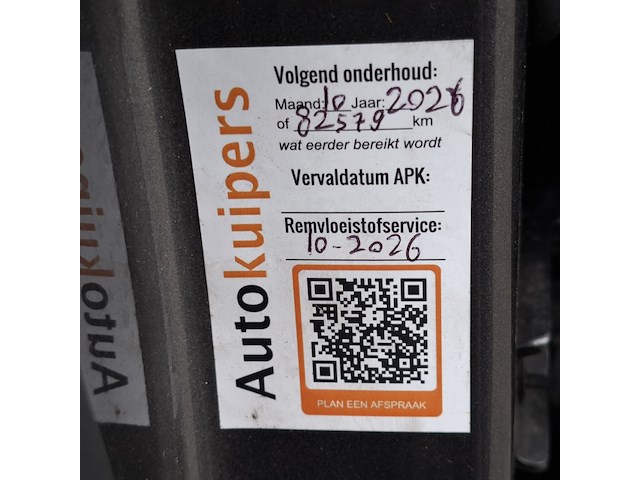 Autokuipers
Volgend onderhoud:
Maand: 10 Jaar: 2026
of 82579 km
wat eerder bereikt wordt
Vervaldatum APK:
Remvloeistofservice:
10-2026
PLAN EEN AFSPRAAK